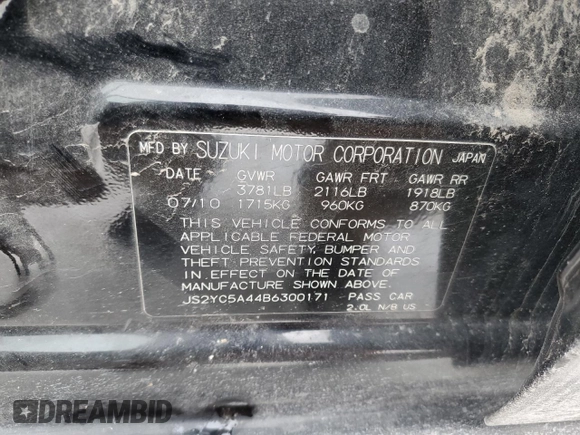 MFD BY SUZUKI MOTOR CORPORATION JAPAN
DATE GVWR GAWR FRT GAWR RR
3781LB 2116LB 1918LB
07/10 1715KG 960KG 870KG
THIS VEHICLE CONFORMS TO ALL
APPLICABLE FEDERAL MOTOR
VEHICLE SAFETY, BUMPER AND
THEFT PREVENTION STANDARDS
IN EFFECT ON THE DATE OF
MANUFACTURE SHOWN ABOVE.
JS2YC5A44B6300171 PASS CAR
2.0L N/B US
DREAMBID